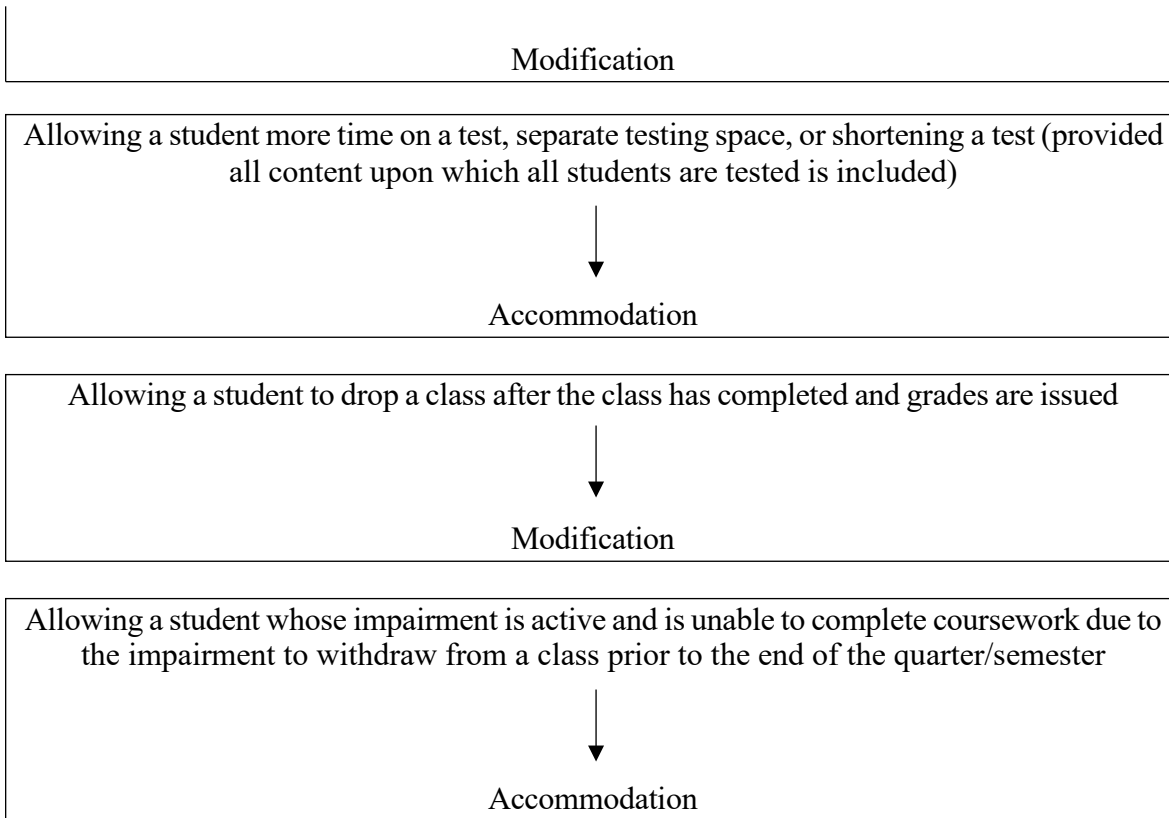 Modification
Allowing a student more time on a test, separate testing space, or shortening a test (provided
all content upon which all students are tested is included)
Accommodation
Allowing a student to drop a class after the class has completed and grades are issued
Modification
Allowing a student whose impairment is active and is unable to complete coursework due to
the impairment to withdraw from a class prior to the end of the quarter/semester
Accommodation